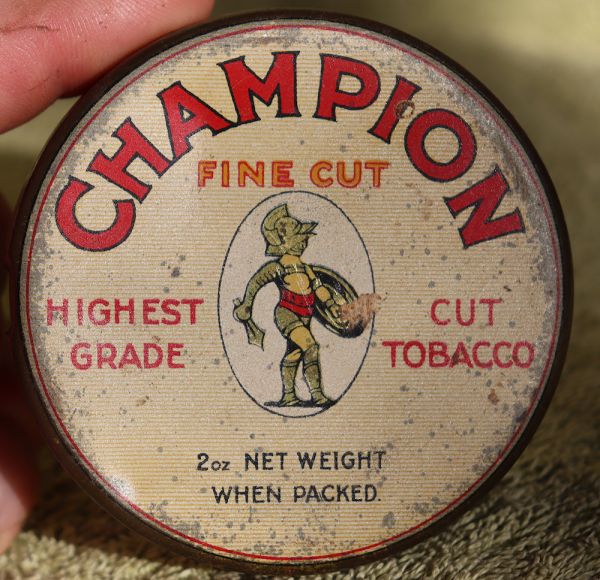 CHAMPION
FINE CUT
HIGHEST GRADE
CUT TOBACCO
2oz NET WEIGHT
WHEN PACKED.